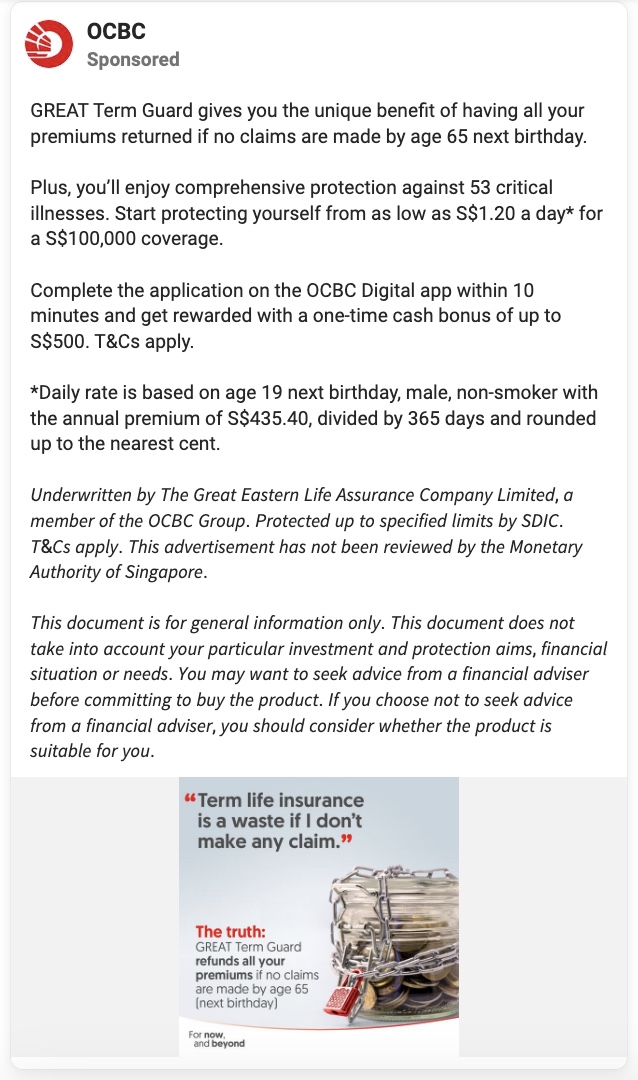 OCBC
Sponsored
GREAT Term Guard gives you the unique benefit of having all your
premiums returned if no claims are made by age 65 next birthday.
Plus, you’ll enjoy comprehensive protection against 53 critical
illnesses. Start protecting yourself from as low as S$1.20 a day* for
a S$100,000 coverage.
Complete the application on the OCBC Digital app within 10
minutes and get rewarded with a one-time cash bonus of up to
S$500. T&Cs apply.
*Daily rate is based on age 19 next birthday, male, non-smoker with
the annual premium of S$435.40, divided by 365 days and rounded
up to the nearest cent.
Underwritten by The Great Eastern Life Assurance Company Limited, a
member of the OCBC Group. Protected up to specified limits by SDIC.
T&Cs apply. This advertisement has not been reviewed by the Monetary
Authority of Singapore.
This document is for general information only. This document does not
take into account your particular investment and protection aims, financial
situation or needs. You may want to seek advice from a financial adviser
before committing to buy the product. If you choose not to seek advice
from a financial adviser, you should consider whether the product is
suitable for you.
“Term life insurance
is a waste if I don’t
make any claim.”
The truth:
GREAT Term Guard
refunds all your
premiums if no claims
are made by age 65
(next birthday)
For now,
and beyond